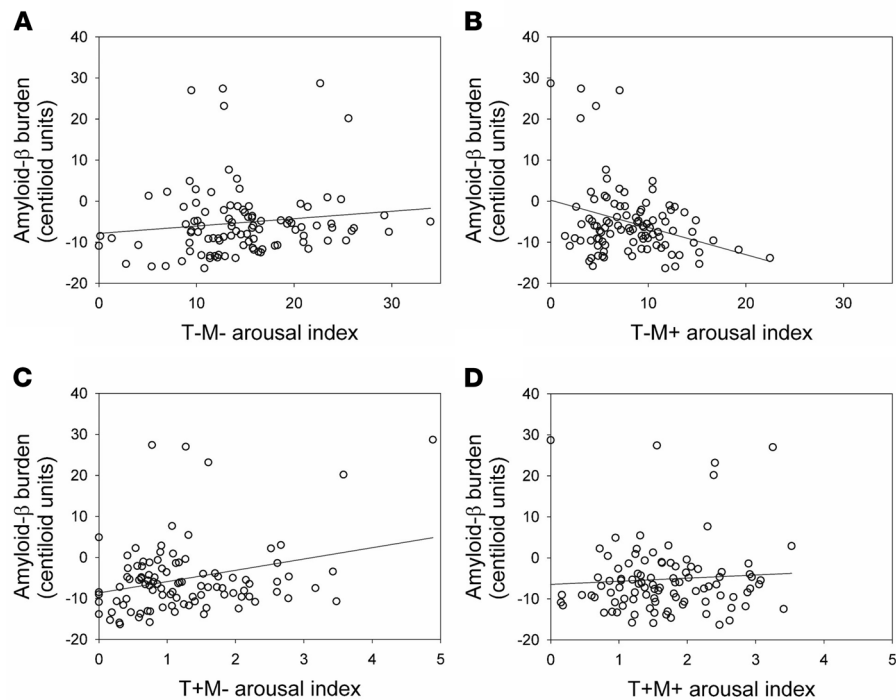 A
40
30
20
10
0
-10
-20
Amyloid-β burden
(centiloid units)
0 10 20 30
T-M- arousal index
B
40
30
20
10
0
-10
-20
Amyloid-β burden
(centiloid units)
0 10 20 30
T-M+ arousal index
C
40
30
20
10
0
-10
-20
Amyloid-β burden
(centiloid units)
0 1 2 3 4 5
T+M- arousal index
D
40
30
20
10
0
-10
-20
Amyloid-β burden
(centiloid units)
0 1 2 3 4 5
T+M+ arousal index